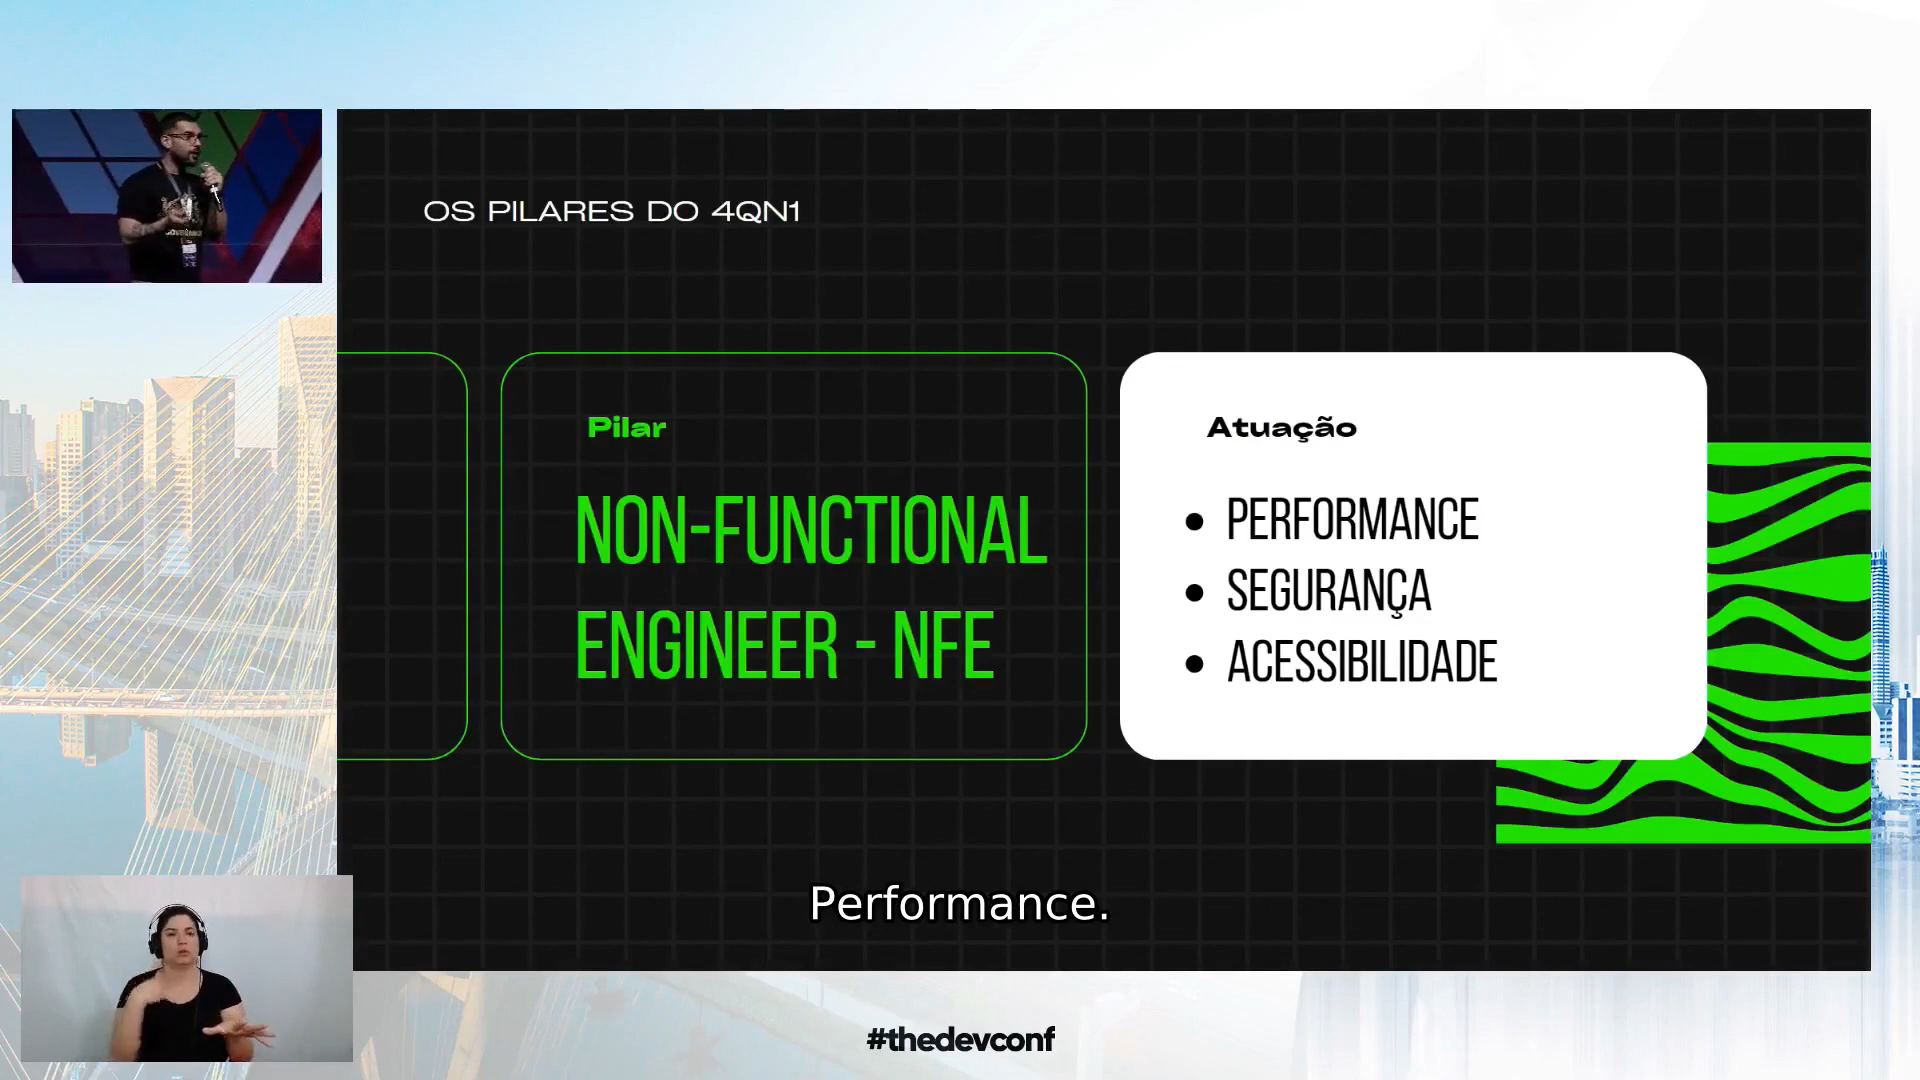 OS PILARES DO 4QN1
Pilar
NON-FUNCTIONAL
ENGINEER - NFE
Atuação
• PERFORMANCE
• SEGURANÇA
• ACESSIBILIDADE
Performance.
#thedevconf